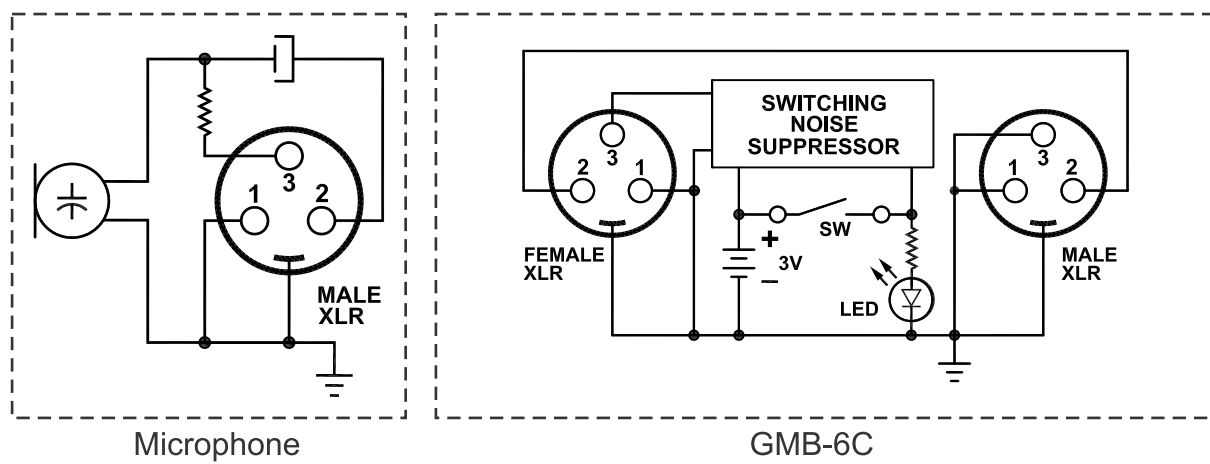 1
2
3
MALE
XLR
Microphone
SWITCHING
NOISE
SUPPRESSOR
2
3
1
FEMALE
XLR
+
3V
–
SW
LED
1
3
2
MALE
XLR
GMB-6C